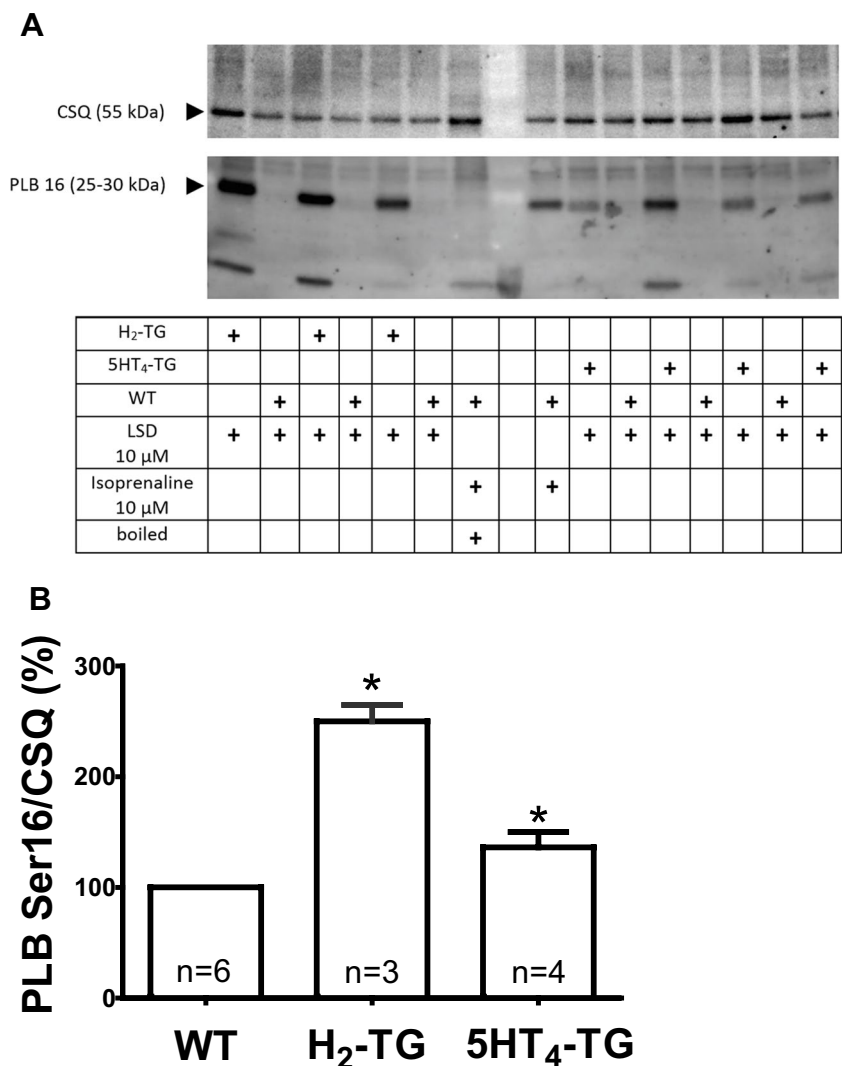 A
CSQ (55 kDa)
PLB 16 (25-30 kDa)
H₂-TG + + +
5HT₄-TG + + + +
WT + + + + + + + +
LSD + + + + + + + + + + + + +
10 µM
Isoprenaline + +
10 µM
boiled +
B
PLB Ser16/CSQ (%)
300
200
100
0
*
*
n=6 n=3 n=4
WT H₂-TG 5HT₄-TG